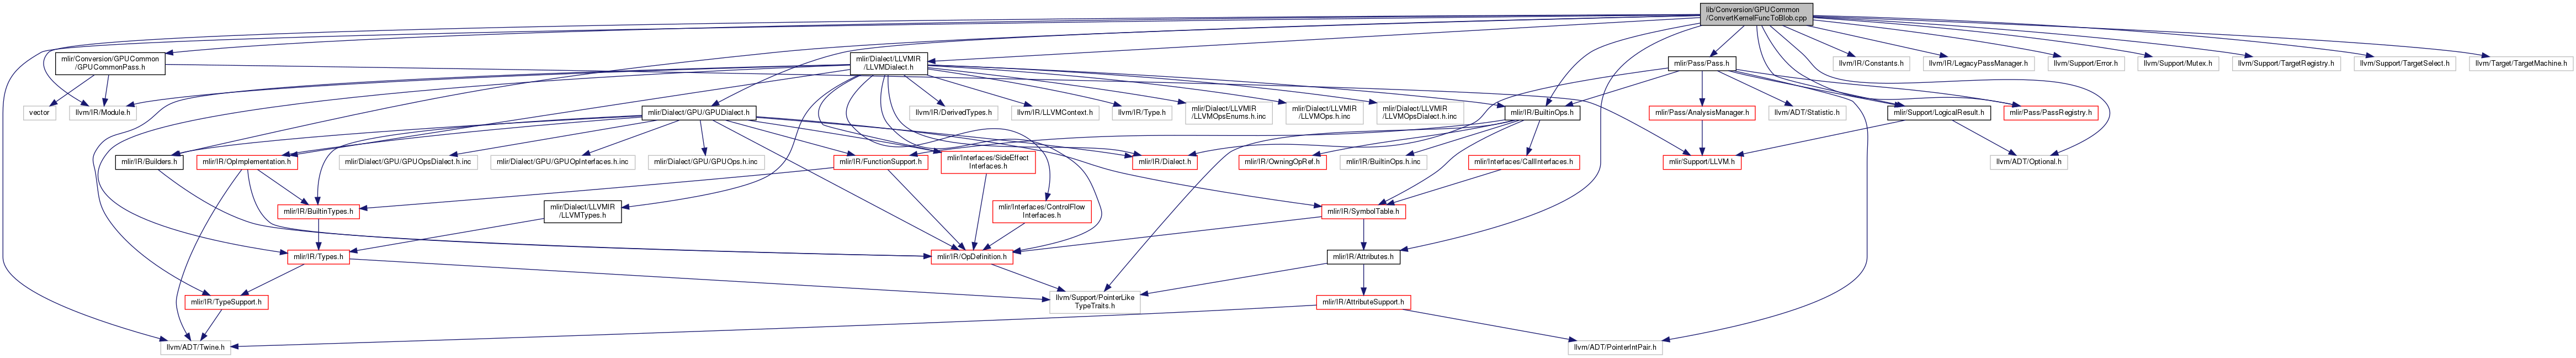 lib/Conversion/GPUCommon
/ConvertKernelFuncToBlob.cpp
mlir/Conversion/GPUCommon
/GPUCommonPass.h
mlir/Dialect/LLVMIR
/LLVMDialect.h
mlir/Pass/Pass.h
llvm/IR/Constants.h
llvm/IR/LegacyPassManager.h
llvm/Support/Error.h
llvm/Support/Mutex.h
llvm/Support/TargetRegistry.h
llvm/Support/TargetSelect.h
llvm/Target/TargetMachine.h
vector
llvm/IR/Module.h
mlir/Dialect/GPU/GPUDialect.h
llvm/IR/DerivedTypes.h
llvm/IR/LLVMContext.h
llvm/IR/Type.h
mlir/Dialect/LLVMIR
/LLVMOpsEnums.h.inc
mlir/Dialect/LLVMIR
/LLVMOps.h.inc
mlir/Dialect/LLVMIR
/LLVMOpsDialect.h.inc
mlir/IR/BuiltinOps.h
mlir/Pass/AnalysisManager.h
llvm/ADT/Statistic.h
mlir/Support/LogicalResult.h
mlir/Pass/PassRegistry.h
mlir/IR/Builders.h
mlir/IR/OpImplementation.h
mlir/Dialect/GPU/GPUOpsDialect.h.inc
mlir/Dialect/GPU/GPUOpInterfaces.h.inc
mlir/Dialect/GPU/GPUOps.h.inc
mlir/IR/FunctionSupport.h
mlir/Interfaces/SideEffect
Interfaces.h
mlir/IR/Dialect.h
mlir/IR/OwningOpRef.h
mlir/IR/BuiltinOps.h.inc
mlir/Interfaces/CallInterfaces.h
mlir/Support/LLVM.h
llvm/ADT/Optional.h
mlir/IR/BuiltinTypes.h
mlir/Dialect/LLVMIR
/LLVMTypes.h
mlir/Interfaces/ControlFlow
Interfaces.h
mlir/IR/SymbolTable.h
mlir/IR/Types.h
mlir/IR/OpDefinition.h
mlir/IR/Attributes.h
mlir/IR/TypeSupport.h
llvm/Support/PointerLike
TypeTraits.h
mlir/IR/AttributeSupport.h
llvm/ADT/Twine.h
llvm/ADT/PointerIntPair.h